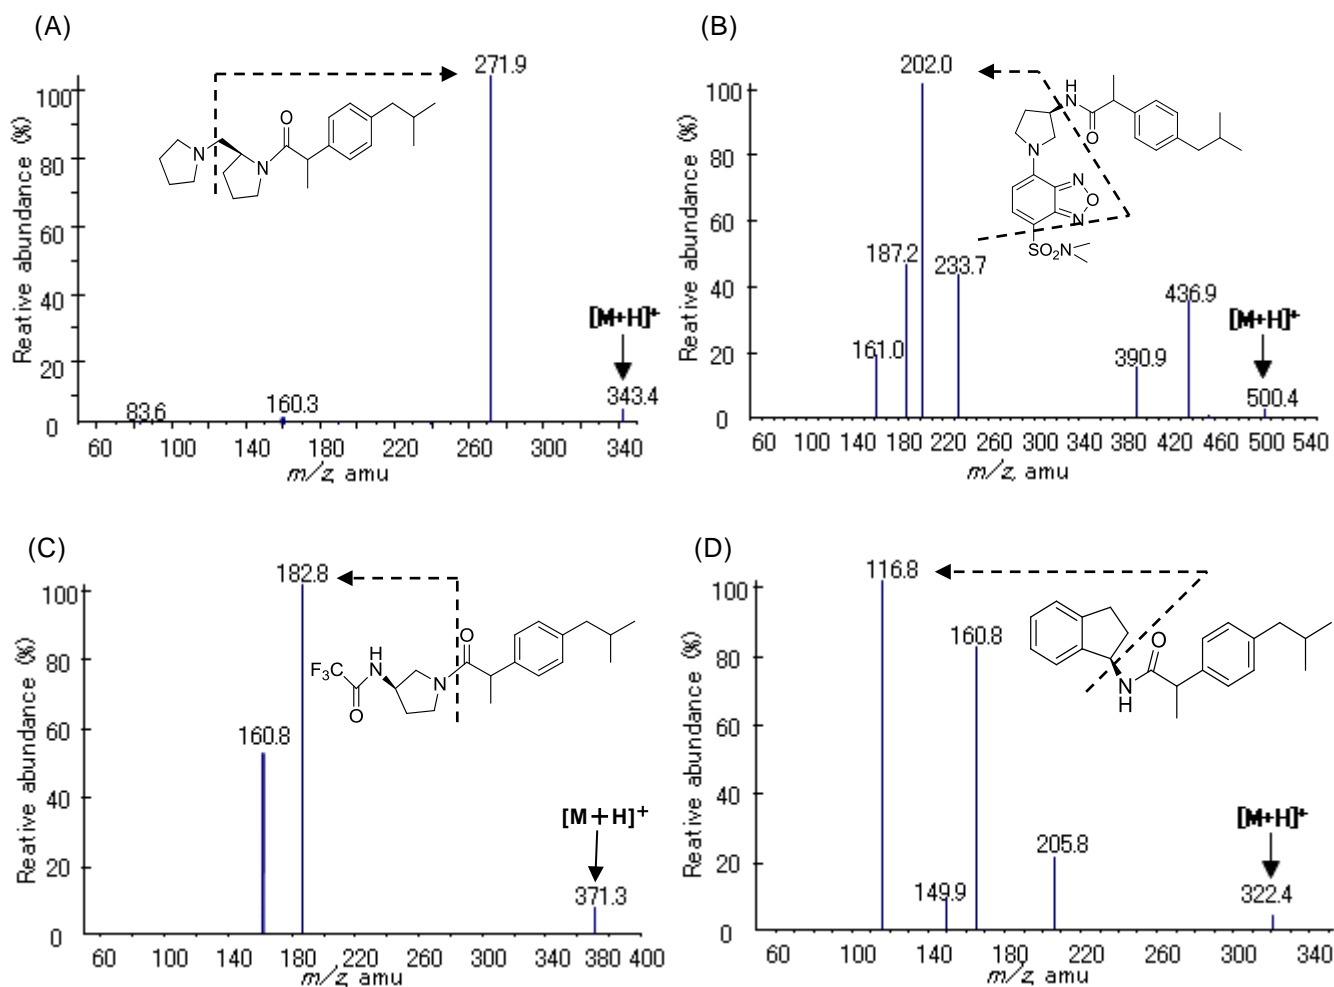 (A)
271.9
100
80
60
40
20
0
Reative abundance (%)
O
N
N
[M+H]+
343.4
160.3
83.6
60 100 140 180 220 260 300 340
m/z, amu
(B)
202.0
100
80
60
40
20
0
Reative abundance (%)
H
N
O
N
N
O
N
SO2N
187.2
233.7
161.0
436.9
390.9
[M+H]+
500.4
60 100 140 180 220 260 300 340 380 420 460 500 540
m/z, amu
(C)
182.8
100
80
60
40
20
0
Reative abundance (%)
O
H
N
F3C
N
O
160.8
[M+H]+
371.3
60 100 140 180 220 260 300 340 380 400
m/z, amu
(D)
116.8
100
80
60
40
20
0
Reative abundance (%)
160.8
O
N
H
205.8
149.9
[M+H]+
322.4
60 100 140 180 220 260 300 340
m/z, amu